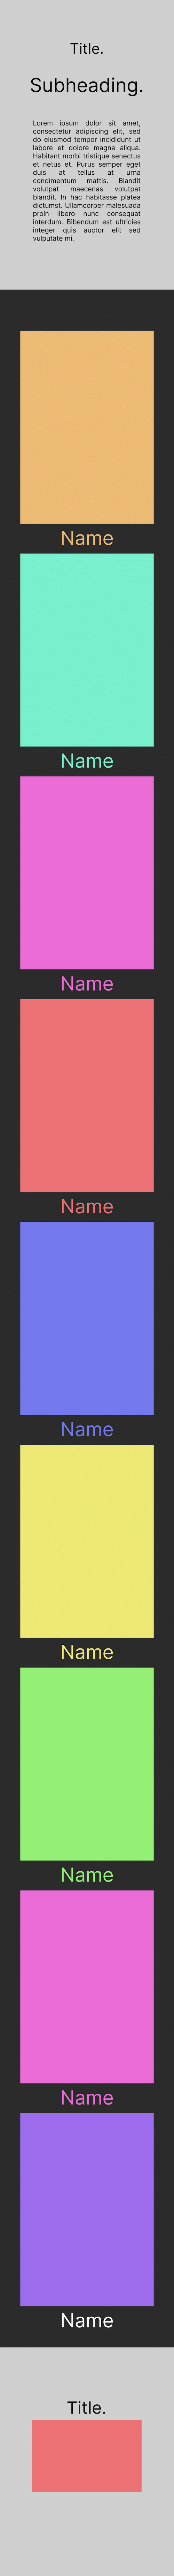 Title.
Subheading.
Lorem ipsum dolor sit amet,
consectetur adipiscing elit, sed
do eiusmod tempor incididunt ut
labore et dolore magna aliqua.
Habitant morbi tristique senectus
et netus et. Purus semper eget
duis at tellus at urna
condimentum mattis. Blandit
volutpat maecenas volutpat
blandit. In hac habitasse platea
dictumst. Ullamcorper malesuada
proin libero nunc consequat
interdum. Bibendum est ultricies
integer quis auctor elit sed
vulputate mi.
Name
Name
Name
Name
Name
Name
Name
Name
Name
Title.